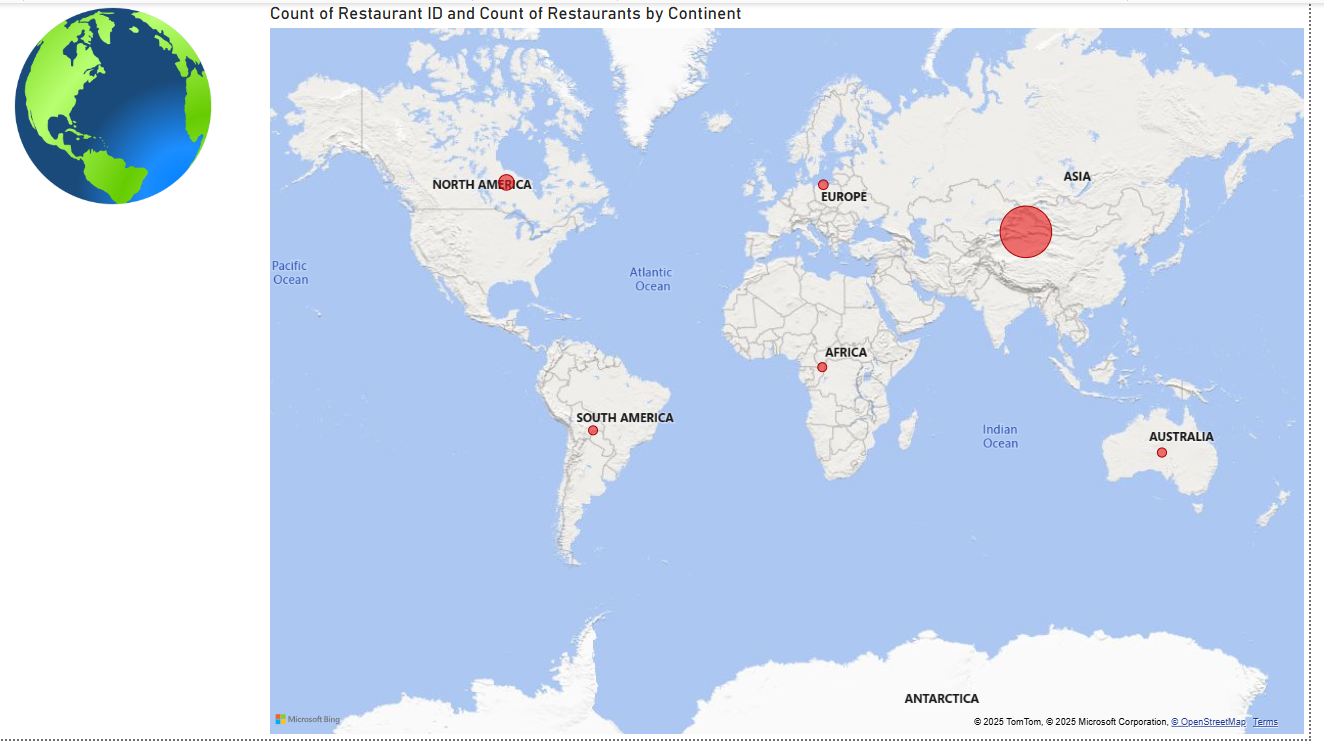 Count of Restaurant ID and Count of Restaurants by Continent
ASIA
NORTH AMERICA
EUROPE
Pacific
Ocean
Atlantic
Ocean
AFRICA
SOUTH AMERICA
Indian
Ocean
AUSTRALIA
ANTARCTICA
Microsoft Bing
© 2025 TomTom, © 2025 Microsoft Corporation, © OpenStreetMap Terms